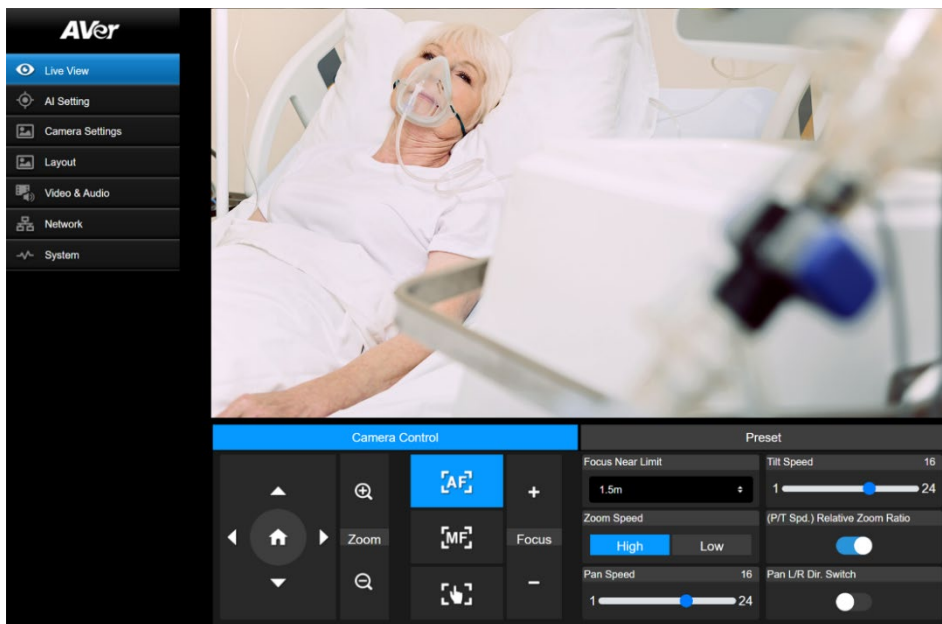 AVer
Live View
AI Setting
Camera Settings
Layout
Video & Audio
Network
System
Camera Control
Preset
Zoom
AF
MF
+
Focus
−
Focus Near Limit
1.5m
Zoom Speed
High Low
Pan Speed 16
1 24
Tilt Speed 16
1 24
(P/T Spd.) Relative Zoom Ratio
Pan L/R Dir. Switch